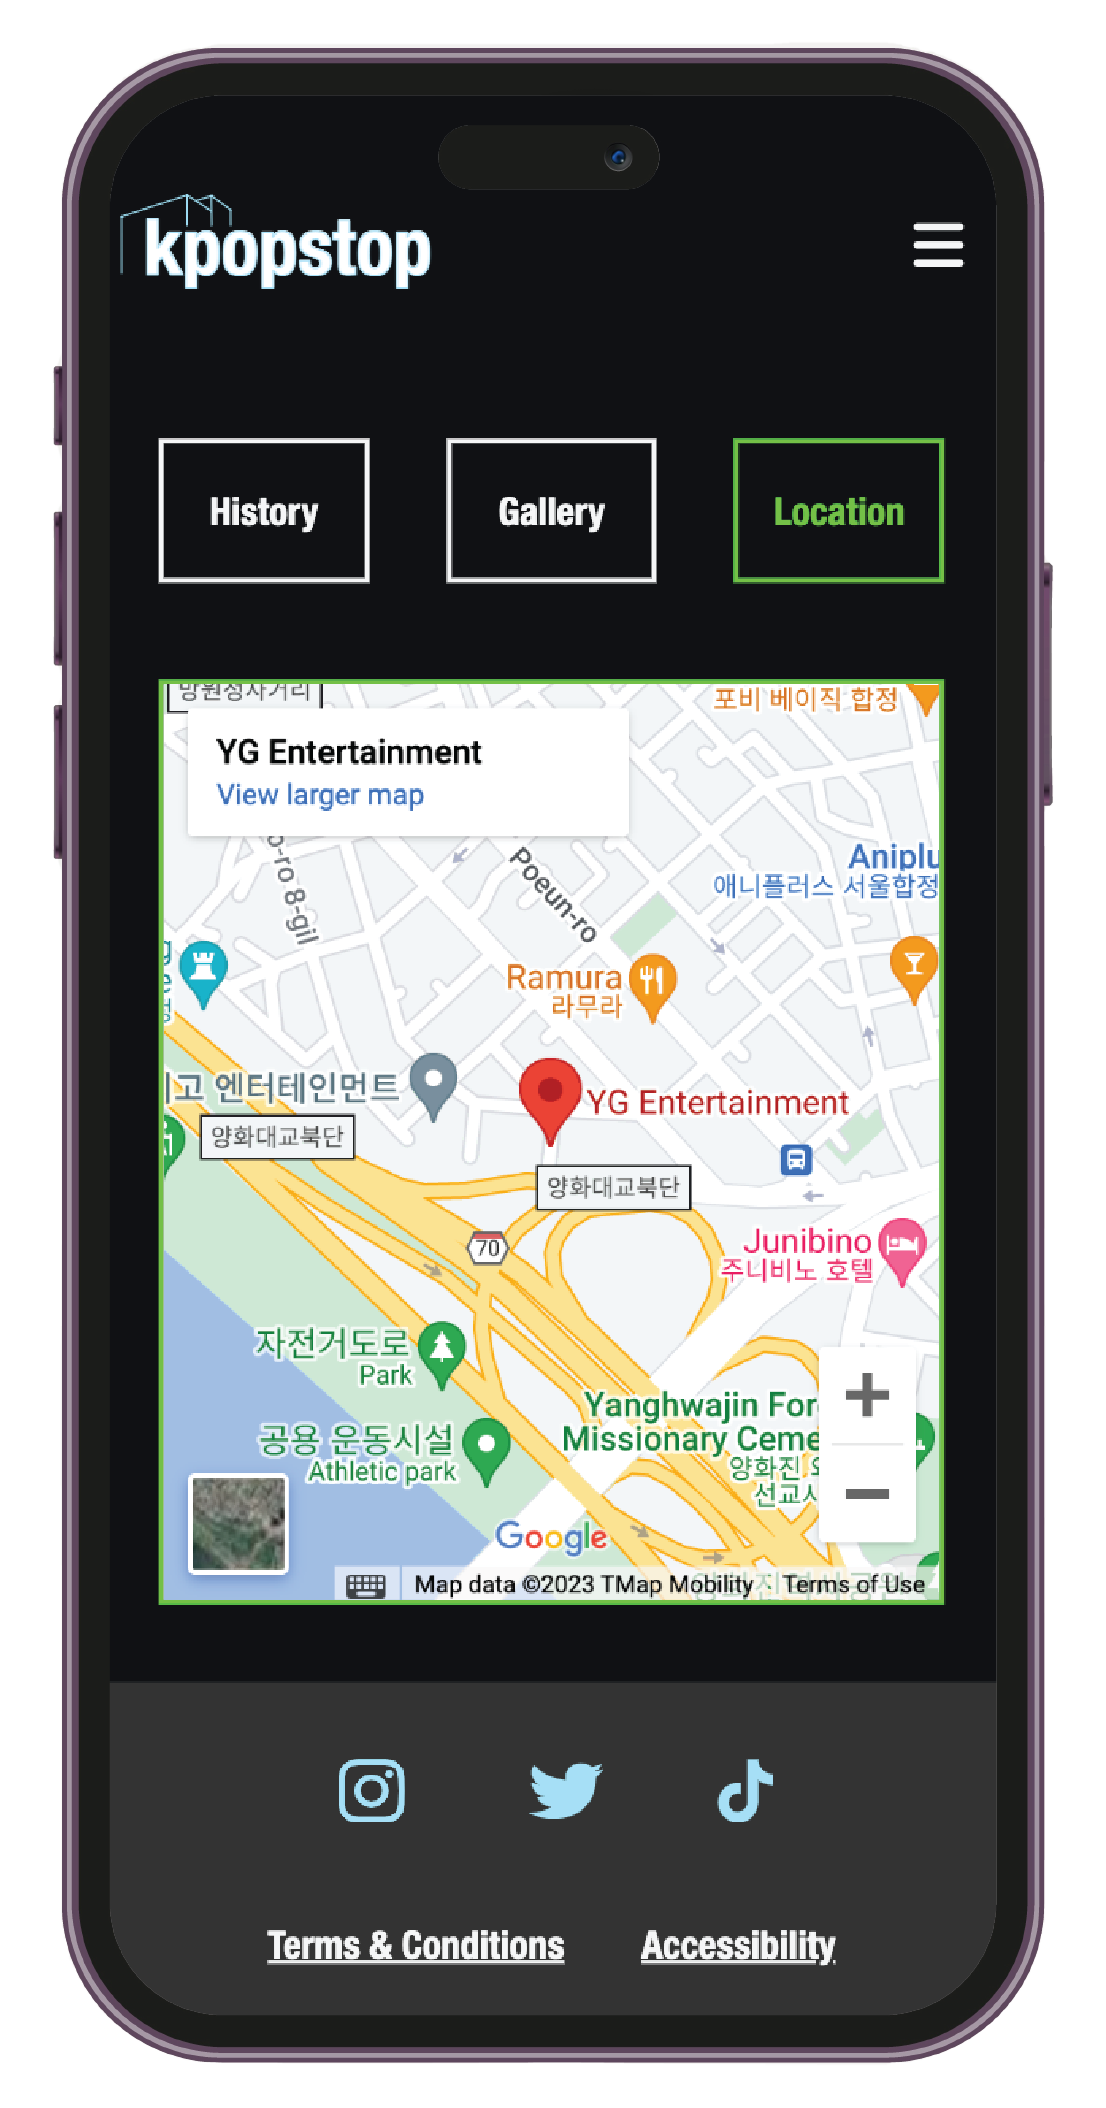 kpopstop
History
Gallery
Location
망원정사거리
포비 베이직 합정
YG Entertainment
View larger map
o-ro 8-gil
Poeun-ro
Aniplu
애니플러스 서울합정
Ramura
라무라
이고 엔터테인먼트
YG Entertainment
양화대교북단
양화대교북단
70
Junibino
주니비노 호텔
자전거도로
Park
Yanghwajin For
Missionary Ceme
양화진 외
선교사
공용 운동시설
Athletic park
Google
Map data ©2023 TMap Mobility
Terms of Use
Terms & Conditions
Accessibility